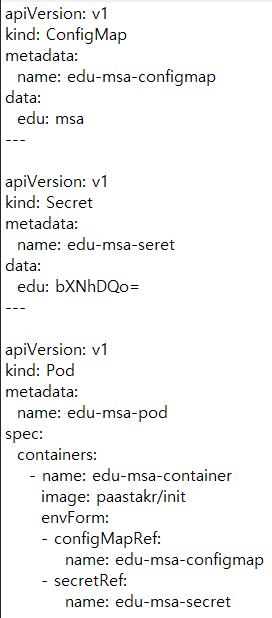 apiVersion: v1
kind: ConfigMap
metadata:
  name: edu-msa-configmap
data:
  edu: msa
---
apiVersion: v1
kind: Secret
metadata:
  name: edu-msa-seret
data:
  edu: bXNhDQo=
---
apiVersion: v1
kind: Pod
metadata:
  name: edu-msa-pod
spec:
  containers:
    - name: edu-msa-container
      image: paastakr/init
      envForm:
      - configMapRef:
          name: edu-msa-configmap
      - secretRef:
          name: edu-msa-secret